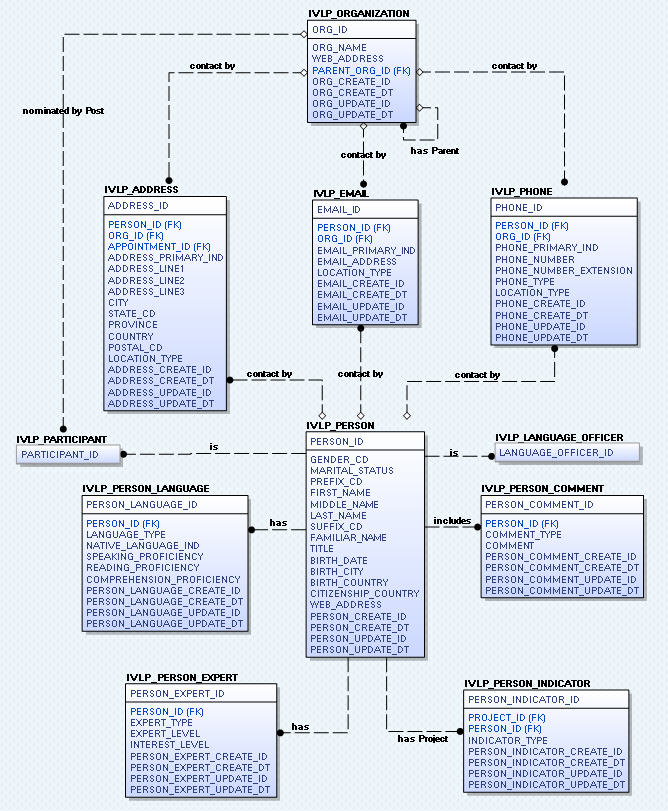 IVLP_ORGANIZATION
ORG_ID
ORG_NAME
WEB_ADDRESS
PARENT_ORG_ID (FK)
ORG_CREATE_ID
ORG_CREATE_DT
ORG_UPDATE_ID
ORG_UPDATE_DT
contact by
contact by
nominated by Post
has Parent
contact by
IVLP_ADDRESS
ADDRESS_ID
PERSON_ID (FK)
ORG_ID (FK)
APPOINTMENT_ID (FK)
ADDRESS_PRIMARY_IND
ADDRESS_LINE1
ADDRESS_LINE2
ADDRESS_LINE3
CITY
STATE_CD
PROVINCE
COUNTRY
POSTAL_CD
LOCATION_TYPE
ADDRESS_CREATE_ID
ADDRESS_CREATE_DT
ADDRESS_UPDATE_ID
ADDRESS_UPDATE_DT
IVLP_EMAIL
EMAIL_ID
PERSON_ID (FK)
ORG_ID (FK)
EMAIL_PRIMARY_IND
EMAIL_ADDRESS
LOCATION_TYPE
EMAIL_CREATE_ID
EMAIL_CREATE_DT
EMAIL_UPDATE_ID
EMAIL_UPDATE_DT
IVLP_PHONE
PHONE_ID
PERSON_ID (FK)
ORG_ID (FK)
PHONE_PRIMARY_IND
PHONE_NUMBER
PHONE_NUMBER_EXTENSION
PHONE_TYPE
LOCATION_TYPE
PHONE_CREATE_ID
PHONE_CREATE_DT
PHONE_UPDATE_ID
PHONE_UPDATE_DT
contact by
contact by
contact by
IVLP_PARTICIPANT
PARTICIPANT_ID
is
IVLP_PERSON
PERSON_ID
GENDER_CD
MARITAL_STATUS
PREFIX_CD
FIRST_NAME
MIDDLE_NAME
LAST_NAME
SUFFIX_CD
FAMILIAR_NAME
TITLE
BIRTH_DATE
BIRTH_CITY
BIRTH_COUNTRY
CITIZENSHIP_COUNTRY
WEB_ADDRESS
PERSON_CREATE_ID
PERSON_CREATE_DT
PERSON_UPDATE_ID
PERSON_UPDATE_DT
is
IVLP_LANGUAGE_OFFICER
LANGUAGE_OFFICER_ID
IVLP_PERSON_LANGUAGE
PERSON_LANGUAGE_ID
PERSON_ID (FK)
LANGUAGE_TYPE
NATIVE_LANGUAGE_IND
SPEAKING_PROFICIENCY
READING_PROFICIENCY
COMPREHENSION_PROFICIENCY
PERSON_LANGUAGE_CREATE_ID
PERSON_LANGUAGE_CREATE_DT
PERSON_LANGUAGE_UPDATE_ID
PERSON_LANGUAGE_UPDATE_DT
has
includes
IVLP_PERSON_COMMENT
PERSON_COMMENT_ID
PERSON_ID (FK)
COMMENT_TYPE
COMMENT
PERSON_COMMENT_CREATE_ID
PERSON_COMMENT_CREATE_DT
PERSON_COMMENT_UPDATE_ID
PERSON_COMMENT_UPDATE_DT
IVLP_PERSON_EXPERT
PERSON_EXPERT_ID
PERSON_ID (FK)
EXPERT_TYPE
EXPERT_LEVEL
INTEREST_LEVEL
PERSON_EXPERT_CREATE_ID
PERSON_EXPERT_CREATE_DT
PERSON_EXPERT_UPDATE_ID
PERSON_EXPERT_UPDATE_DT
has
has Project
IVLP_PERSON_INDICATOR
PERSON_INDICATOR_ID
PROJECT_ID (FK)
PERSON_ID (FK)
INDICATOR_TYPE
PERSON_INDICATOR_CREATE_ID
PERSON_INDICATOR_CREATE_DT
PERSON_INDICATOR_UPDATE_ID
PERSON_INDICATOR_UPDATE_DT